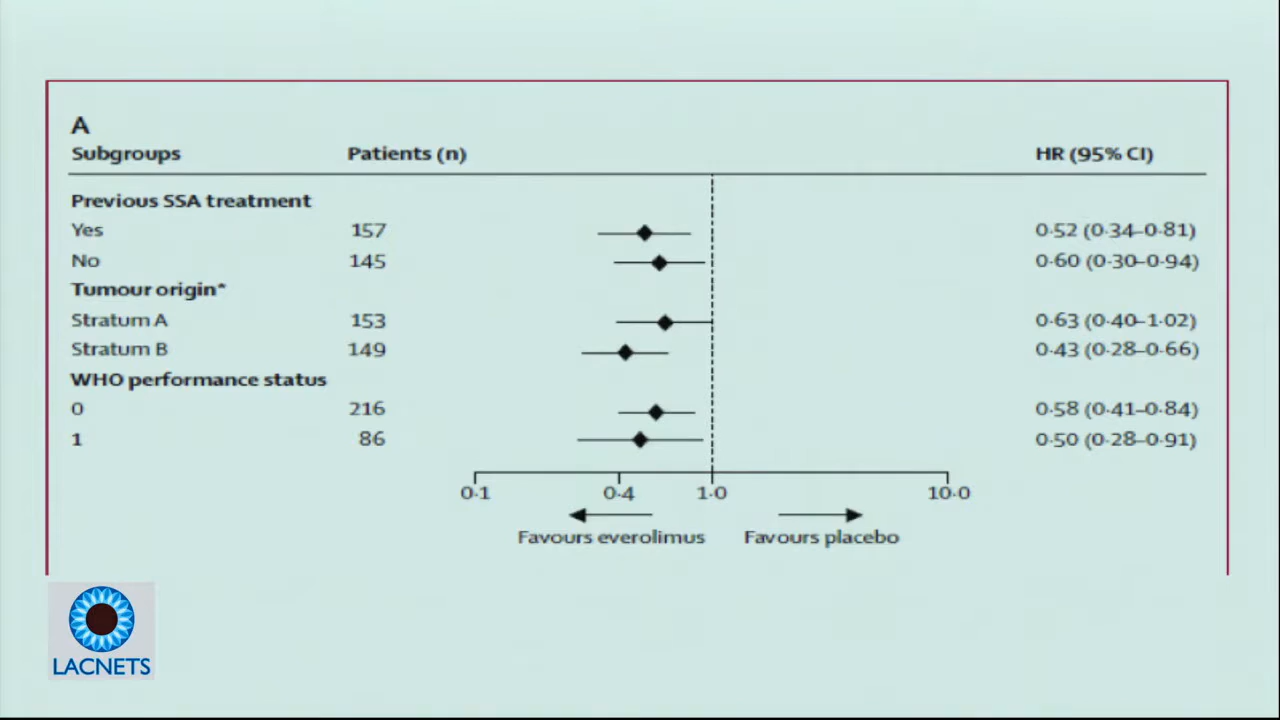 A
Subgroups Patients (n) HR (95% CI)
Previous SSA treatment
Yes 157 0·52 (0·34–0·81)
No 145 0·60 (0·30–0·94)
Tumour origin*
Stratum A 153 0·63 (0·40–1·02)
Stratum B 149 0·43 (0·28–0·66)
WHO performance status
0 216 0·58 (0·41–0·84)
1 86 0·50 (0·28–0·91)
0·1 0·4 1·0 10·0
Favours everolimus Favours placebo
LACNETS